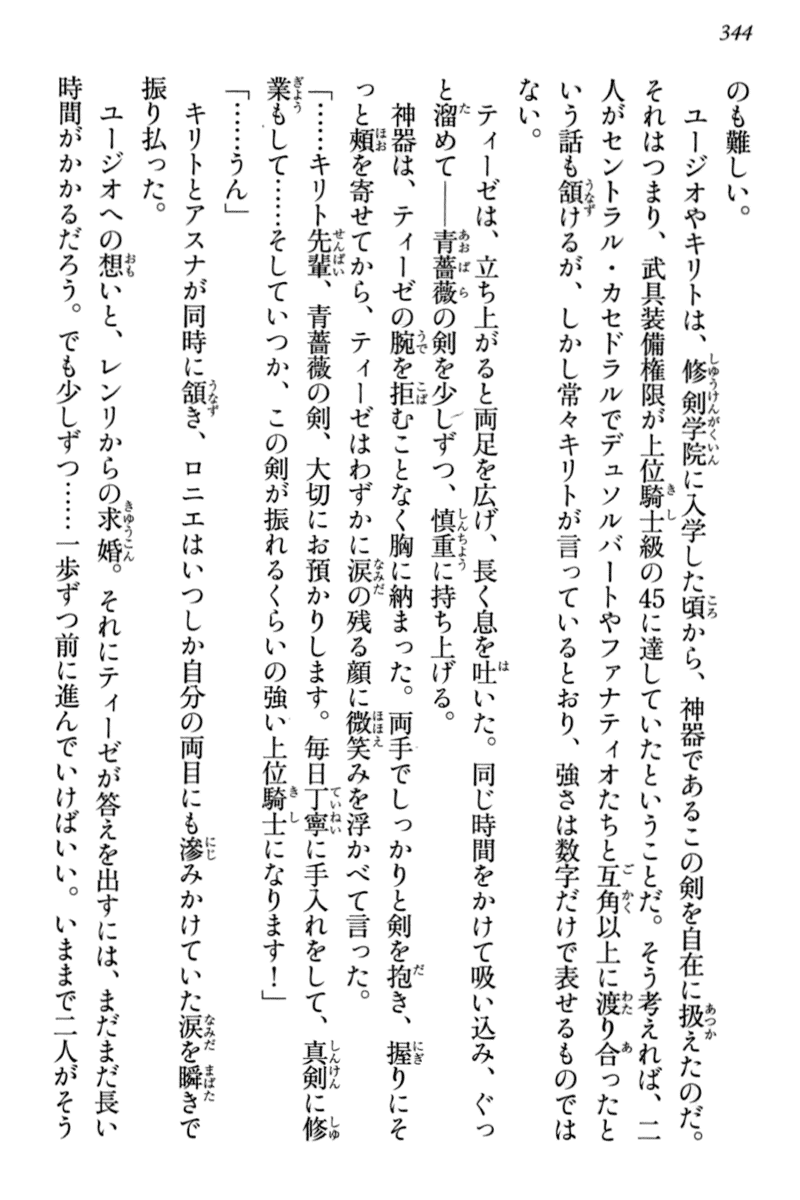 344
のも難しい。
　ユージオやキリトは、修剣学院に入学した頃から、神器であるこの剣を自在に扱えたのだ。
それはつまり、武具装備権限が上位騎士級の45に達していたということだ。そう考えれば、二
人がセントラル・カセドラルでデュソルバートやファナティオたちと互角以上に渡り合ったと
いう話も頷けるが、しかし常々キリトが言っているとおり、強さは数字だけで表せるものでは
ない。
　ティーゼは、立ち上がると両足を広げ、長く息を吐いた。同じ時間をかけて吸い込み、ぐっ
と溜めて——青薔薇の剣を少しずつ、慎重に持ち上げる。
　神器は、ティーゼの腕を拒むことなく胸に納まった。両手でしっかりと剣を抱き、握りにそ
っと頰を寄せてから、ティーゼはわずかに涙の残る顔に微笑みを浮かべて言った。
「……キリト先輩、青薔薇の剣、大切にお預かりします。毎日丁寧に手入れをして、真剣に修
業もして……そしていつか、この剣が振れるくらいの強い上位騎士になります！」
「……うん」
　キリトとアスナが同時に頷き、ロニエはいつしか自分の両目にも滲みかけていた涙を瞬きで
振り払った。
　ユージオへの想いと、レンリからの求婚。それにティーゼが答えを出すには、まだまだ長い
時間がかかるだろう。でも少しずつ……一歩ずつ前に進んでいけばいい。いままで二人がそう